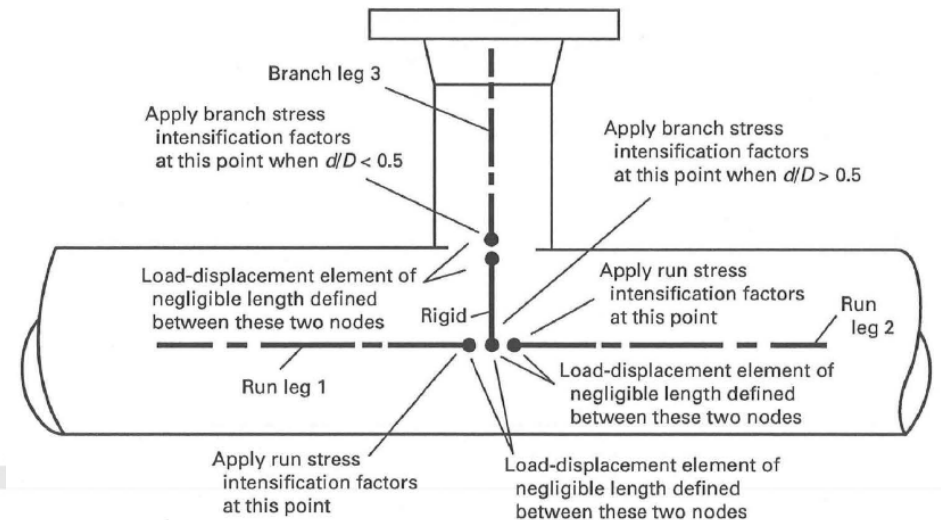 Branch leg 3
Apply branch stress
intensification factors
at this point when d/D < 0.5
Apply branch stress
intensification factors
at this point when d/D > 0.5
Load-displacement element of
negligible length defined
between these two nodes
Rigid
Apply run stress
intensification factors
at this point
Run
leg 2
Run leg 1
Load-displacement element of
negligible length defined
between these two nodes
Apply run stress
intensification factors
at this point
Load-displacement element of
negligible length defined
between these two nodes